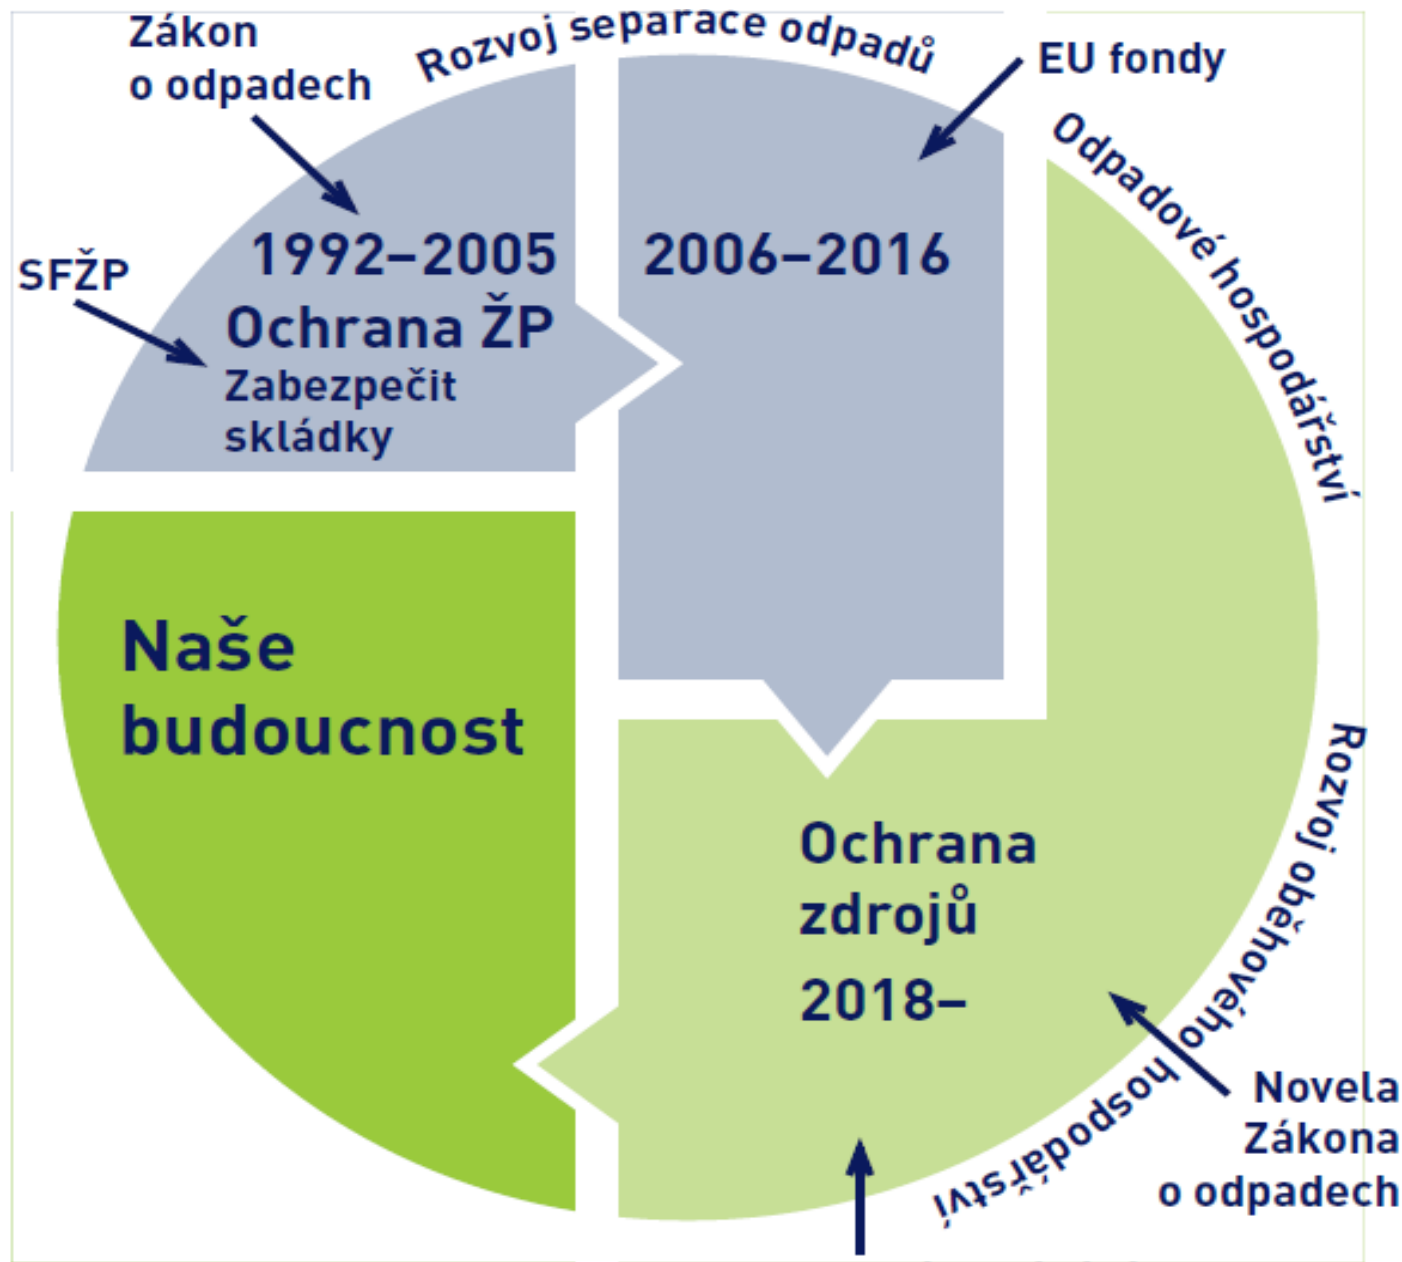 Zákon
o odpadech
Rozvoj separace odpadů
EU fondy
Odpadové hospodářství
SFŽP
1992–2005
Ochrana ŽP
Zabezpečit
skládky
2006–2016
Naše
budoucnost
Ochrana
zdrojů
2018–
Rozvoj oběhového hospodářství
Novela
Zákona
o odpadech